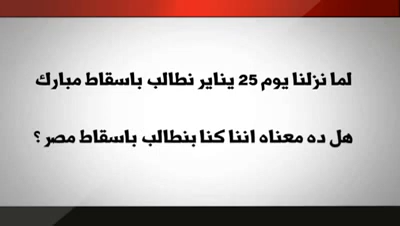 لما نزلنا يوم 25 يناير نطالب باسقاط مبارك
هل ده معناه اننا كنا بنطالب باسقاط مصر ؟